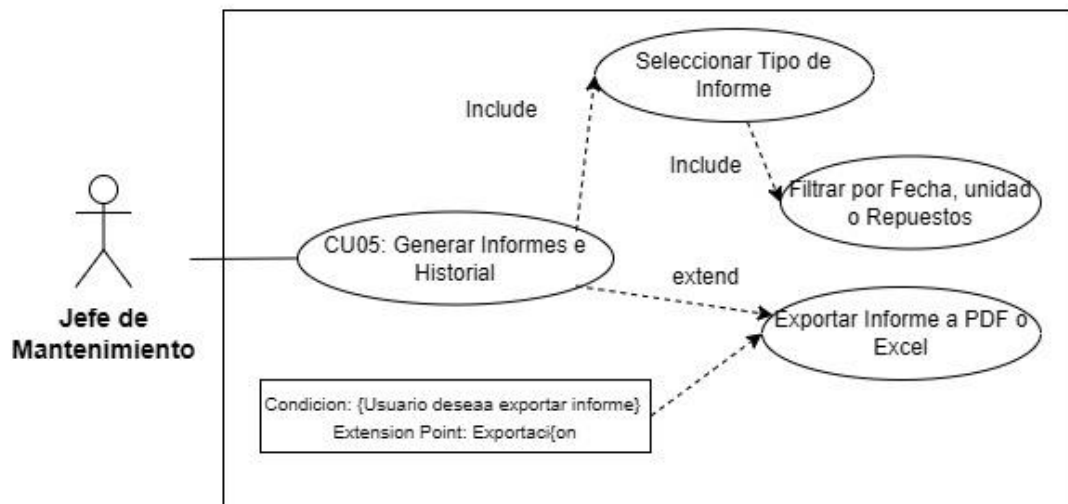 Seleccionar Tipo de
Informe
Include
Include
Filtrar por Fecha, unidad
o Repuestos
CU05: Generar Informes e
Historial
extend
Jefe de
Mantenimiento
Exportar Informe a PDF o
Excel
Condicion: {Usuario deseaa exportar informe}
Extension Point: Exportaci{on